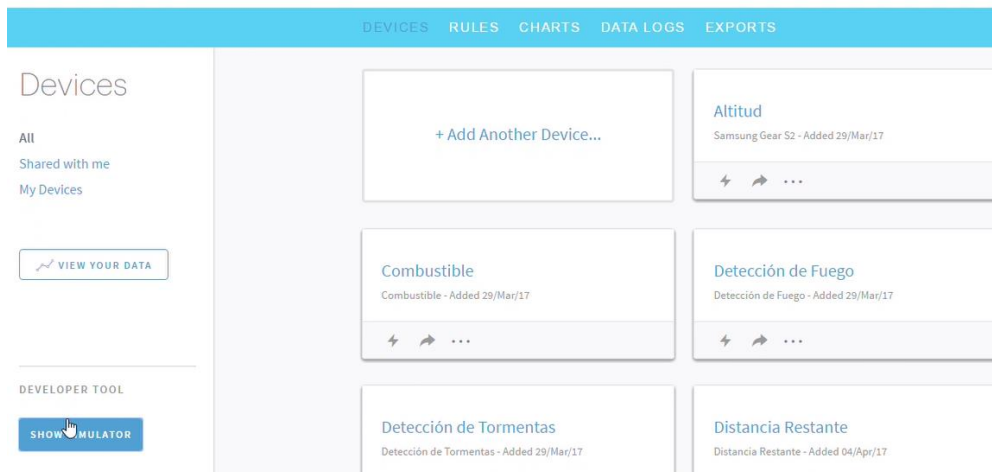 DEVICES RULES CHARTS DATA LOGS EXPORTS
Devices
All
Shared with me
My Devices
VIEW YOUR DATA
DEVELOPER TOOL
SHOW
+ Add Another Device...
Altitud
Samsung Gear S2 - Added 29/Mar/17
Combustible
Combustible - Added 29/Mar/17
Detección de Fuego
Detección de Fuego - Added 29/Mar/17
Detección de Tormentas
Detección de Tormentas - Added 29/Mar/17
Distancia Restante
Distancia Restante - Added 04/Apr/17